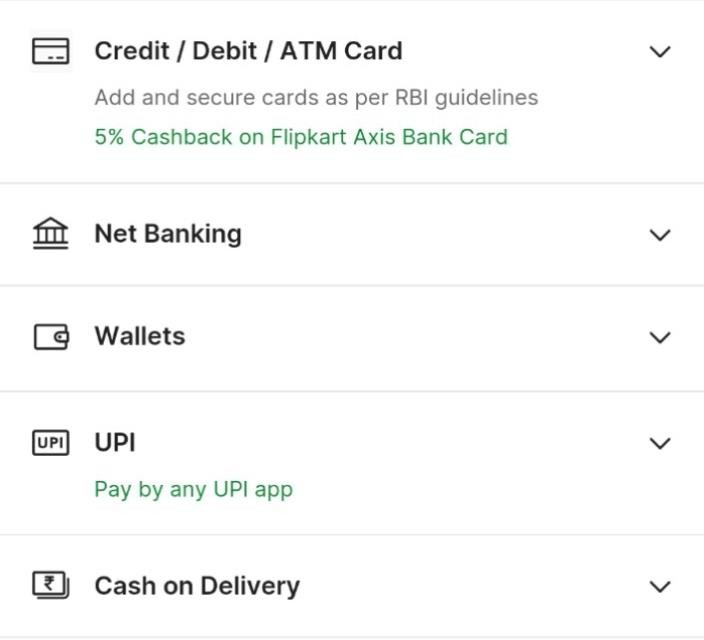 Credit / Debit / ATM Card
Add and secure cards as per RBI guidelines
5% Cashback on Flipkart Axis Bank Card
Net Banking
Wallets
UPI UPI
Pay by any UPI app
₹ Cash on Delivery